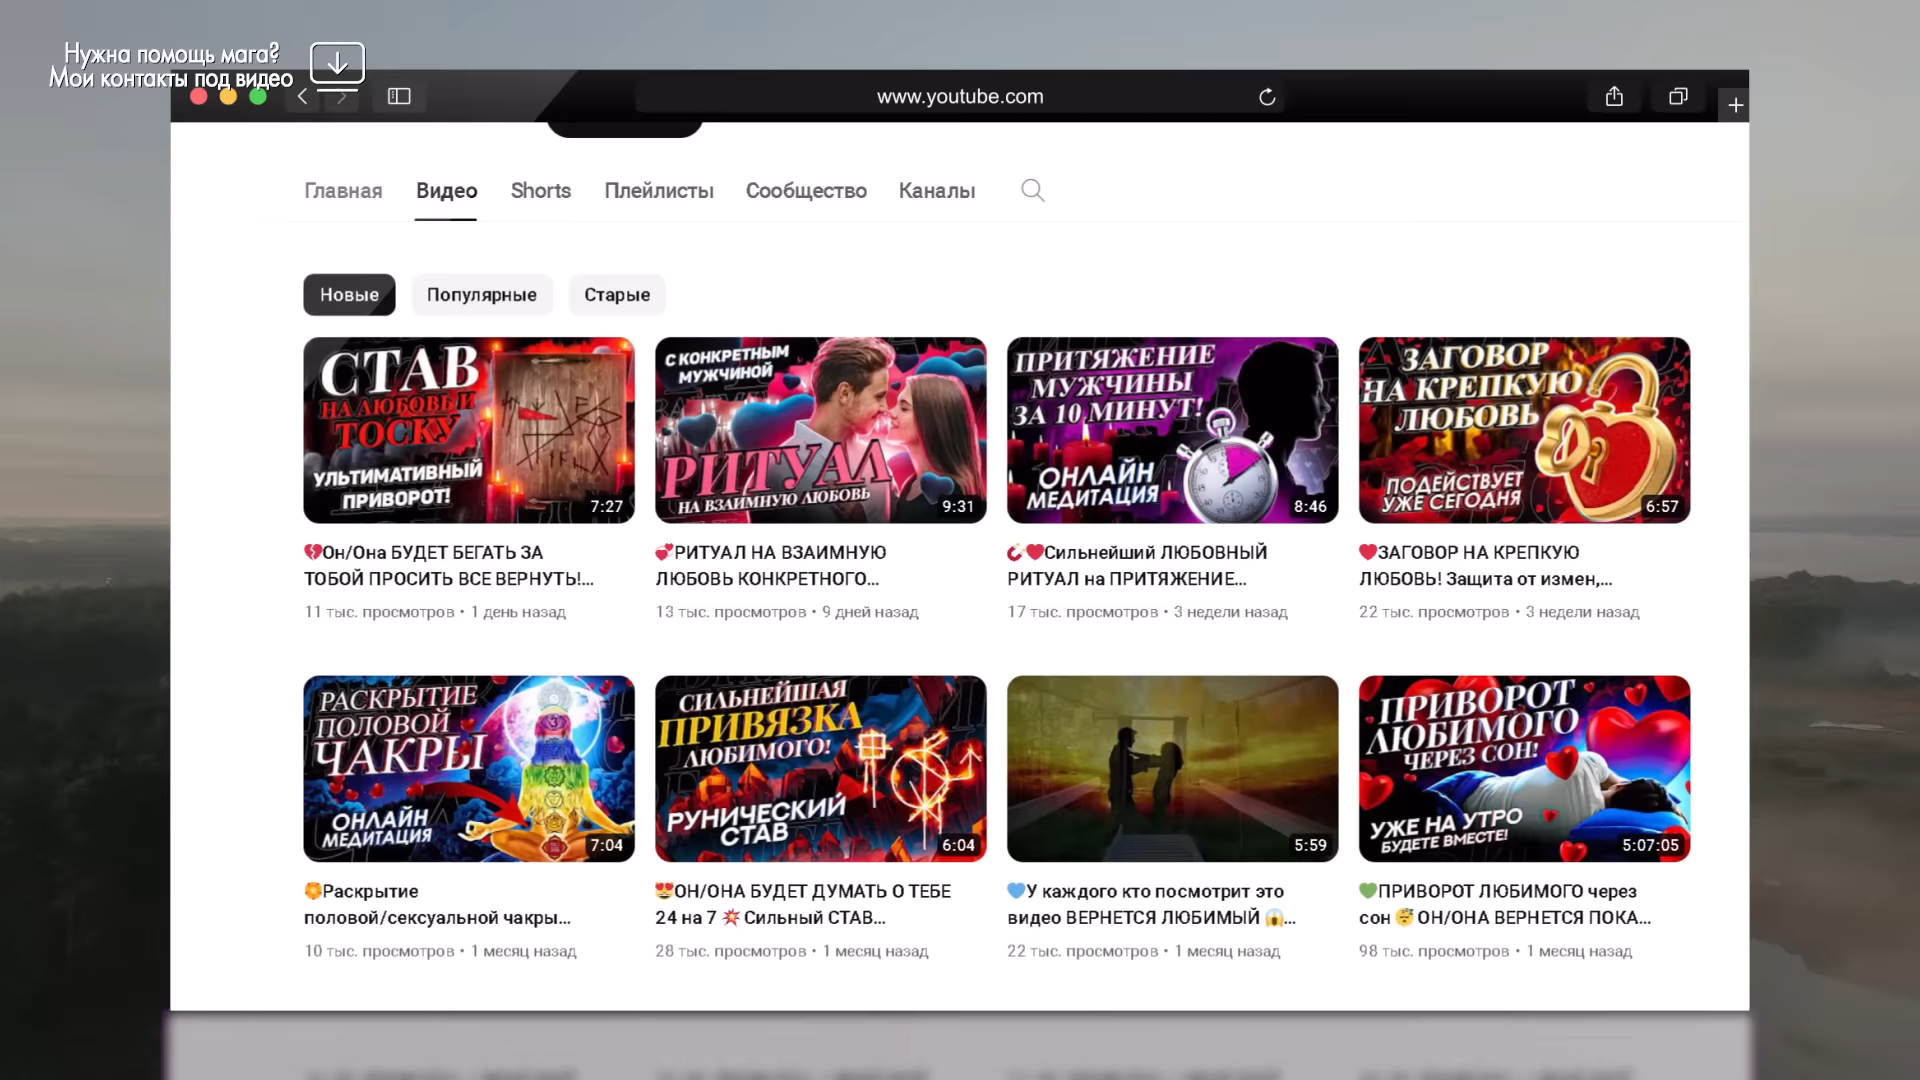 Нужна помощь мага?
Мои контакты под видео
www.youtube.com
Главная Видео Shorts Плейлисты Сообщество Каналы
Новые Популярные Старые
СТАВ
НА ЛЮБОВЬ И
ТОСКУ
УЛЬТИМАТИВНЫЙ
ПРИВОРОТ!
7:27
С КОНКРЕТНЫМ
МУЖЧИНОЙ
РИТУАЛ
НА ВЗАИМНУЮ ЛЮБОВЬ
9:31
ПРИТЯЖЕНИЕ
МУЖЧИНЫ
ЗА 10 МИНУТ!
ОНЛАЙН
МЕДИТАЦИЯ
8:46
ЗАГОВОР
НА КРЕПКУЮ
ЛЮБОВЬ
ПОДЕЙСТВУЕТ
УЖЕ СЕГОДНЯ
6:57
💔Он/Она БУДЕТ БЕГАТЬ ЗА
ТОБОЙ ПРОСИТЬ ВСЕ ВЕРНУТЬ!...
11 тыс. просмотров • 1 день назад
💞РИТУАЛ НА ВЗАИМНУЮ
ЛЮБОВЬ КОНКРЕТНОГО...
13 тыс. просмотров • 9 дней назад
🧲❤️Сильнейший ЛЮБОВНЫЙ
РИТУАЛ на ПРИТЯЖЕНИЕ...
17 тыс. просмотров • 3 недели назад
❤️ЗАГОВОР НА КРЕПКУЮ
ЛЮБОВЬ! Защита от измен,...
22 тыс. просмотров • 3 недели назад
РАСКРЫТИЕ
ПОЛОВОЙ
ЧАКРЫ
ОНЛАЙН
МЕДИТАЦИЯ
7:04
СИЛЬНЕЙШАЯ
ПРИВЯЗКА
ЛЮБИМОГО!
РУНИЧЕСКИЙ
СТАВ
6:04
5:59
ПРИВОРОТ
ЛЮБИМОГО
ЧЕРЕЗ СОН!
УЖЕ НА УТРО
БУДЕТЕ ВМЕСТЕ!
5:07:05
🏵️Раскрытие
половой/сексуальной чакры...
10 тыс. просмотров • 1 месяц назад
😍ОН/ОНА БУДЕТ ДУМАТЬ О ТЕБЕ
24 на 7 💥 Сильный СТАВ...
28 тыс. просмотров • 1 месяц назад
💙У каждого кто посмотрит это
видео ВЕРНЕТСЯ ЛЮБИМЫЙ 😱...
22 тыс. просмотров • 1 месяц назад
💚ПРИВОРОТ ЛЮБИМОГО через
сон 😴 ОН/ОНА ВЕРНЕТСЯ ПОКА...
98 тыс. просмотров • 1 месяц назад